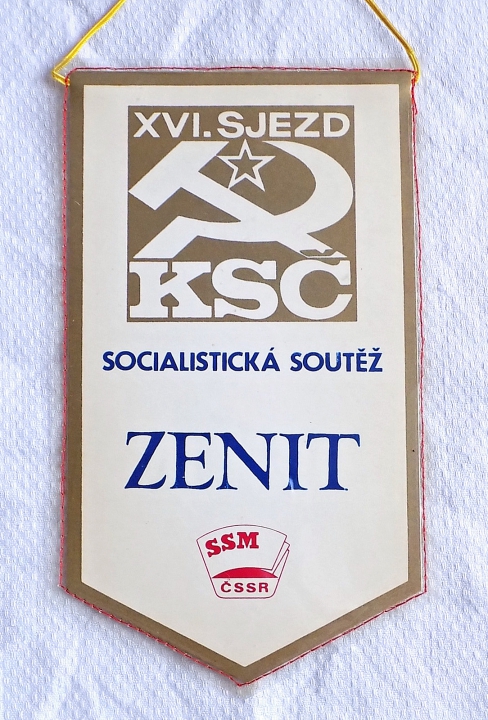 XVI. SJEZD
KSČ
SOCIALISTICKÁ SOUTĚŽ
ZENIT
SSM
ČSSR